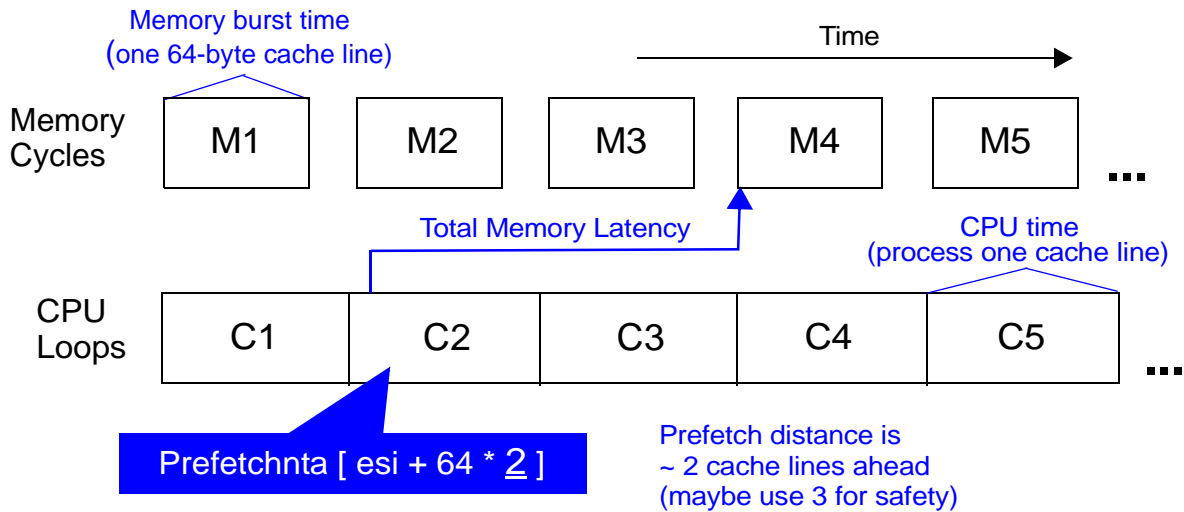 Memory burst time
(one 64-byte cache line)
Time
Memory
Cycles
M1
M2
M3
M4
M5
...
Total Memory Latency
CPU time
(process one cache line)
CPU
Loops
C1
C2
C3
C4
C5
...
Prefetchnta [ esi + 64 * 2 ]
Prefetch distance is
~ 2 cache lines ahead
(maybe use 3 for safety)